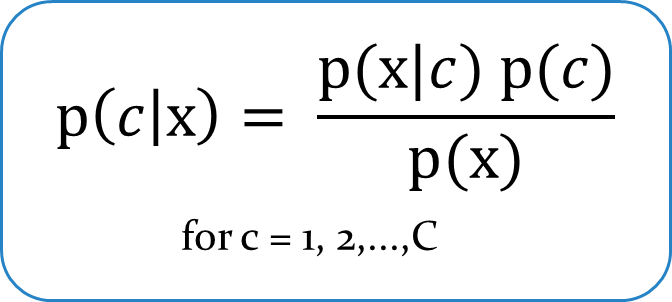 p(c|x) = p(x|c) p(c) / p(x)
for c = 1, 2,...,C